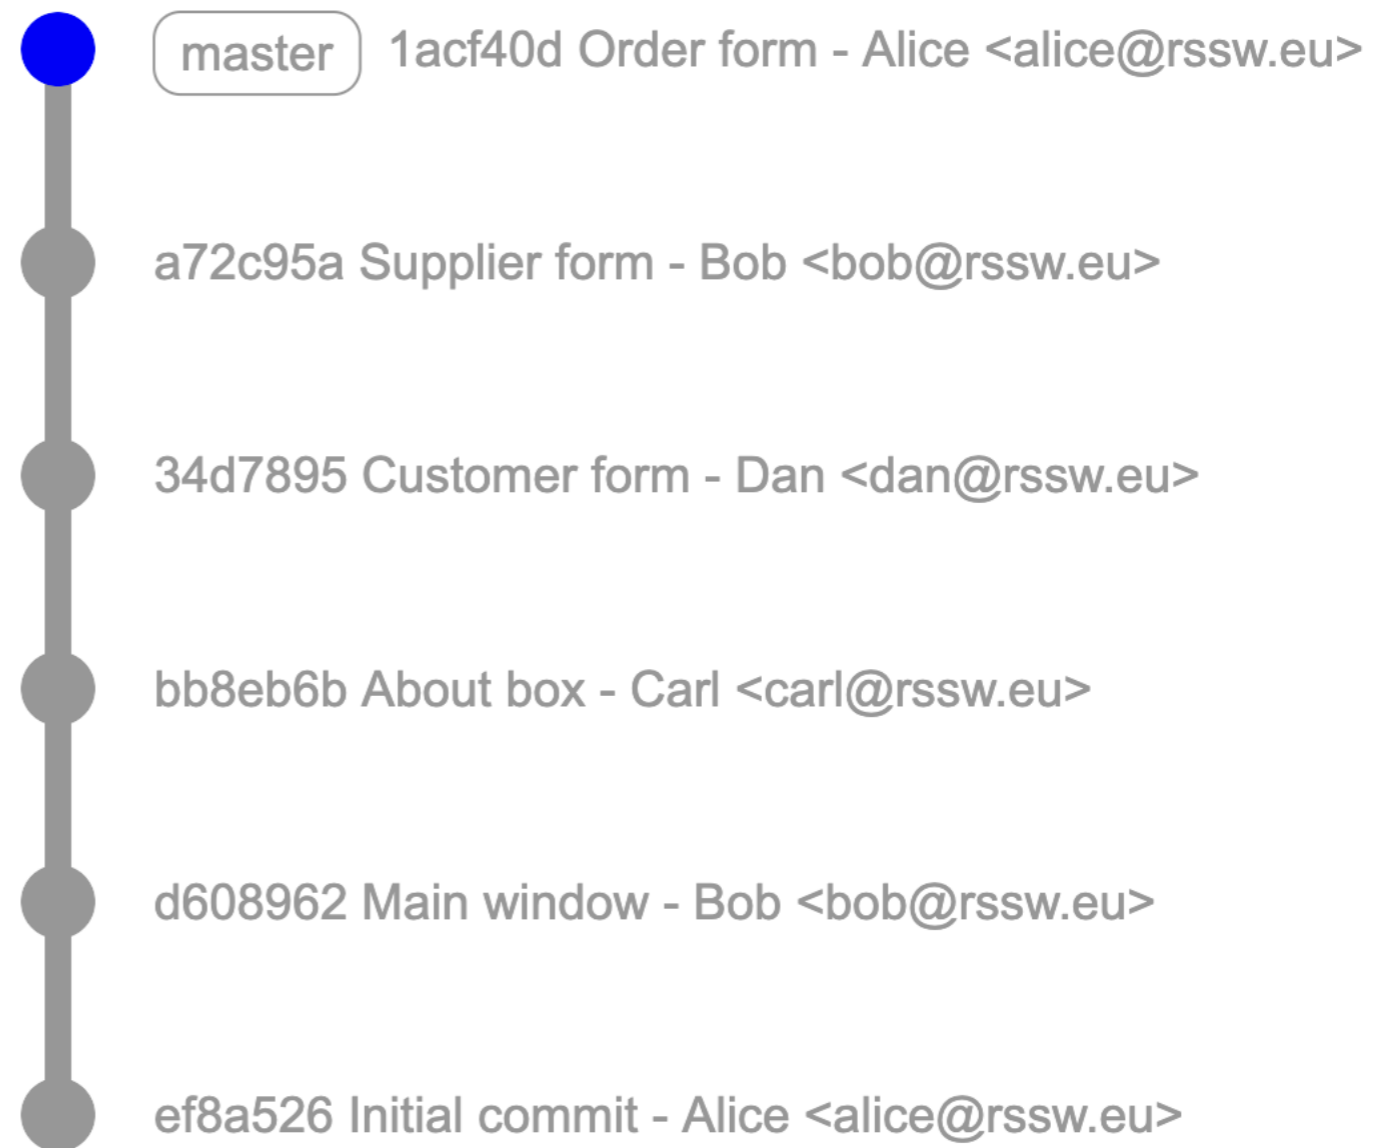 master 1acf40d Order form - Alice <alice@rssw.eu>
a72c95a Supplier form - Bob <bob@rssw.eu>
34d7895 Customer form - Dan <dan@rssw.eu>
bb8eb6b About box - Carl <carl@rssw.eu>
d608962 Main window - Bob <bob@rssw.eu>
ef8a526 Initial commit - Alice <alice@rssw.eu>